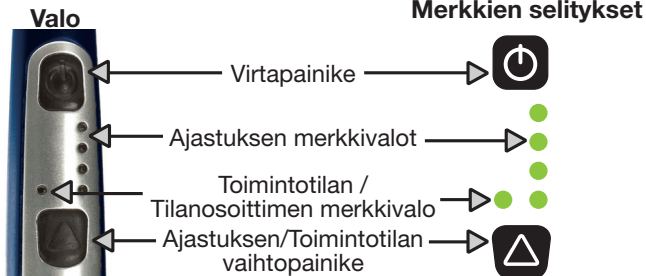 Valo
Merkkien selitykset
Virtapainike
Ajastuksen merkkivalot
Toimintotilan /
Tilanosoittimen merkkivalo
Ajastuksen/Toimintotilan
vaihtopainike